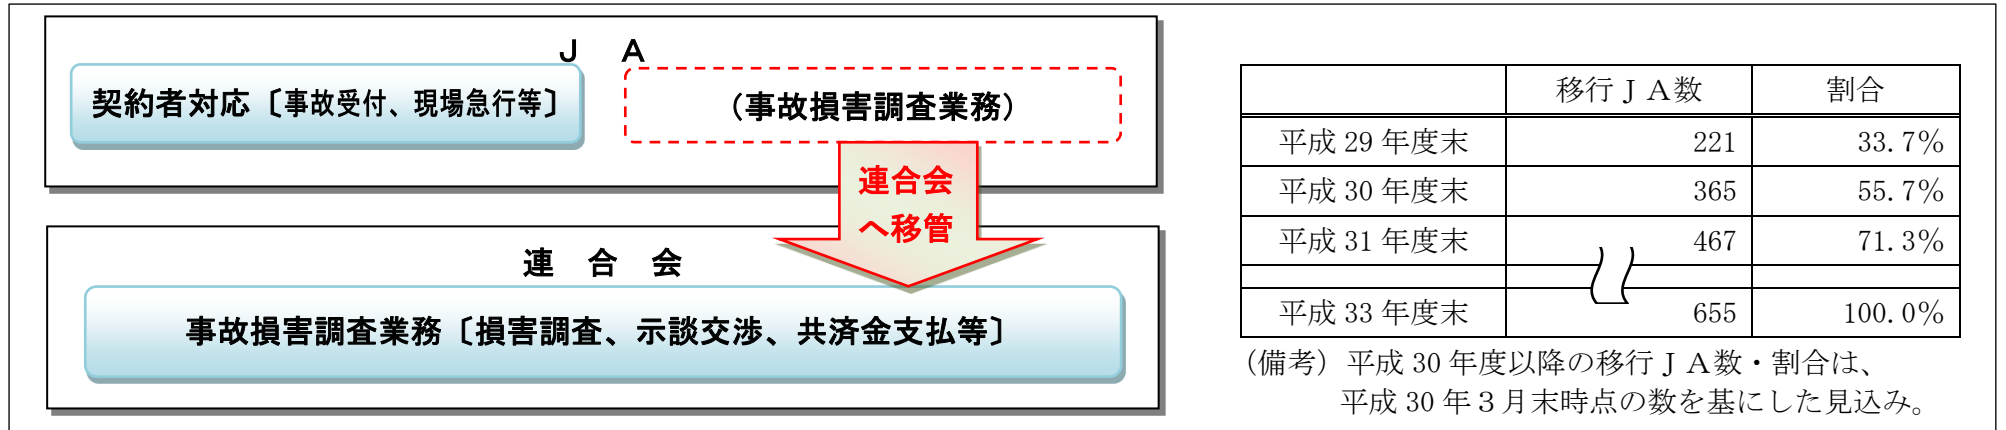 Ｊ　Ａ
契約者対応〔事故受付、現場急行等〕
（事故損害調査業務）
連合会
へ移管
連　合　会
事故損害調査業務〔損害調査、示談交渉、共済金支払等〕
移行ＪＡ数 割合
平成 29 年度末 221 33.7％
平成 30 年度末 365 55.7％
平成 31 年度末 467 71.3％
平成 33 年度末 655 100.0％
（備考）平成 30 年度以降の移行ＪＡ数・割合は、
平成 30 年３月末時点の数を基にした見込み。